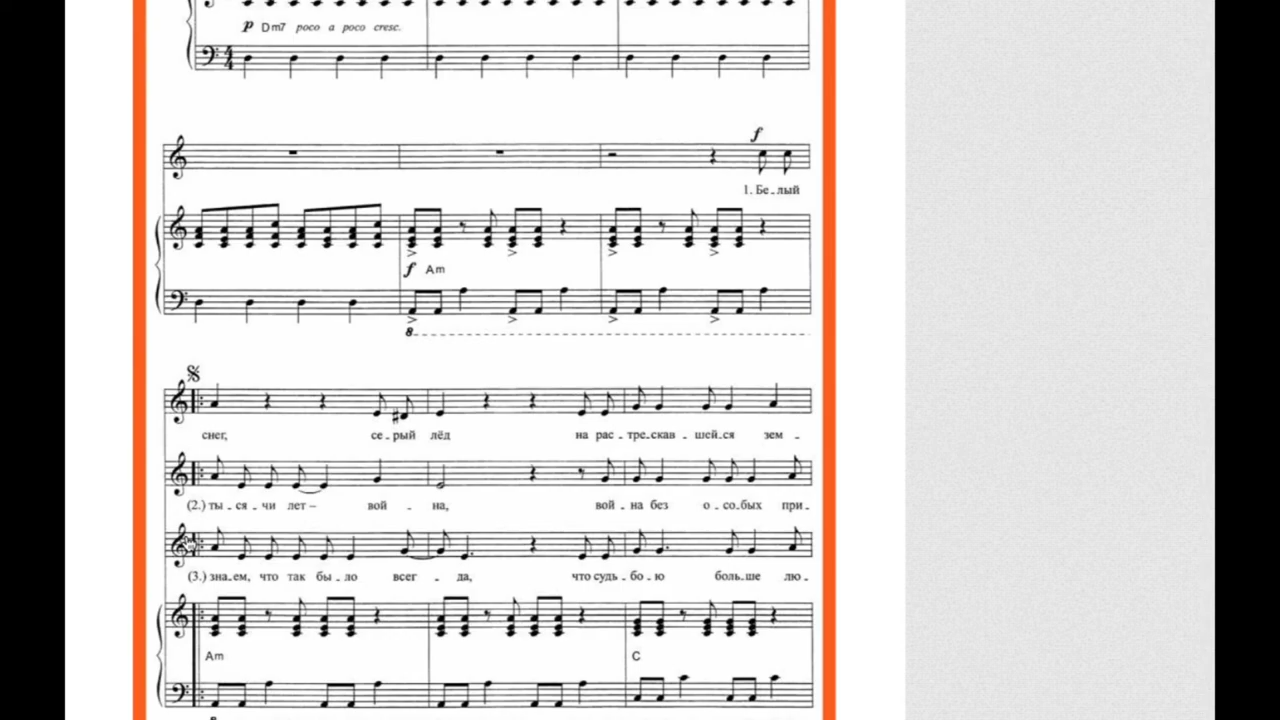 p Dm7 poco a poco cresc.
f
1. Бе - лый
f Am
8
снег, се - рый лёд на рас - тре - скав - шей - ся зем -
(2.) ты - ся - чи лет – вой - на, вой - на без о - со - бых при -
(3.) зна - ем, что так бы - ло всег - да, что судь - бо - ю боль - ше лю -
Am C